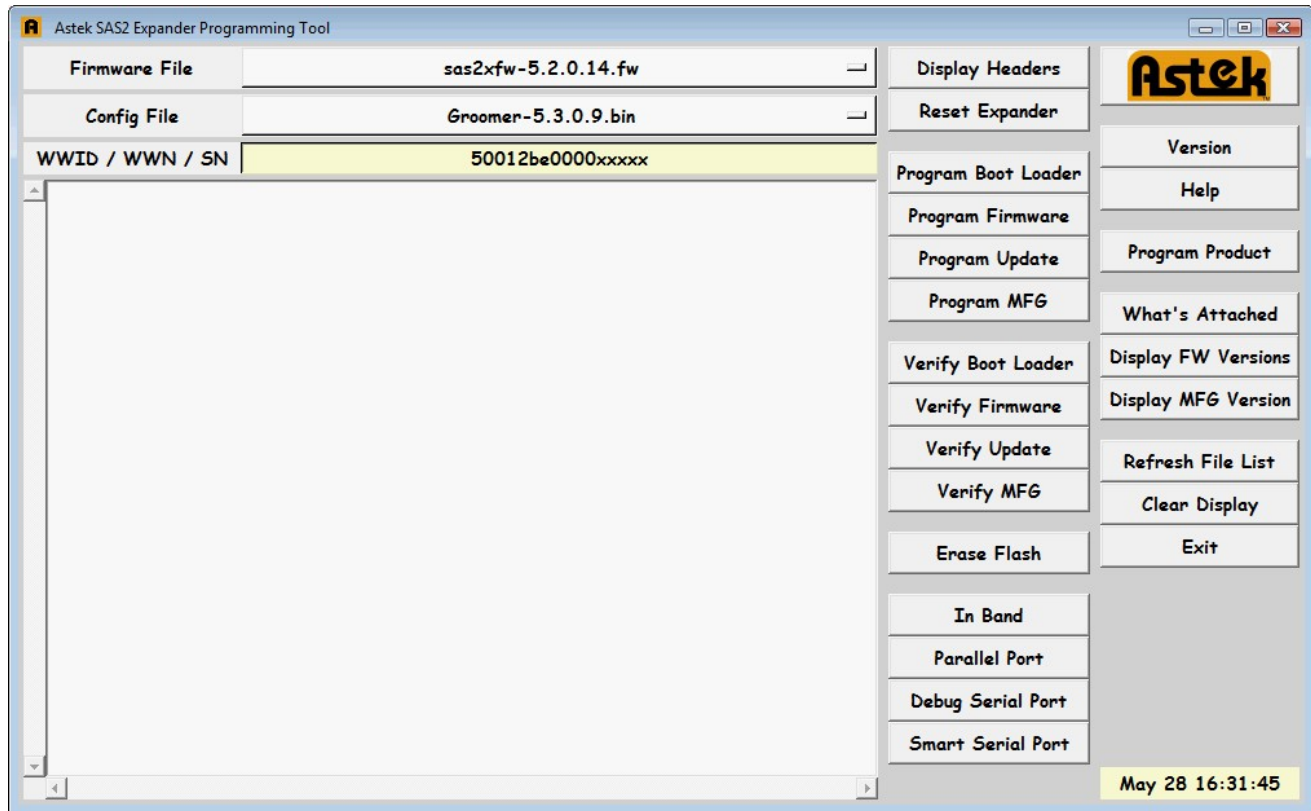 Astek SAS2 Expander Programming Tool
Firmware File
sas2xfw-5.2.0.14.fw
Config File
Groomer-5.3.0.9.bin
WWID / WWN / SN
50012be0000xxxxx
Display Headers
Reset Expander
Program Boot Loader
Program Firmware
Program Update
Program MFG
Verify Boot Loader
Verify Firmware
Verify Update
Verify MFG
Erase Flash
In Band
Parallel Port
Debug Serial Port
Smart Serial Port
Astek
Version
Help
Program Product
What's Attached
Display FW Versions
Display MFG Version
Refresh File List
Clear Display
Exit
May 28 16:31:45